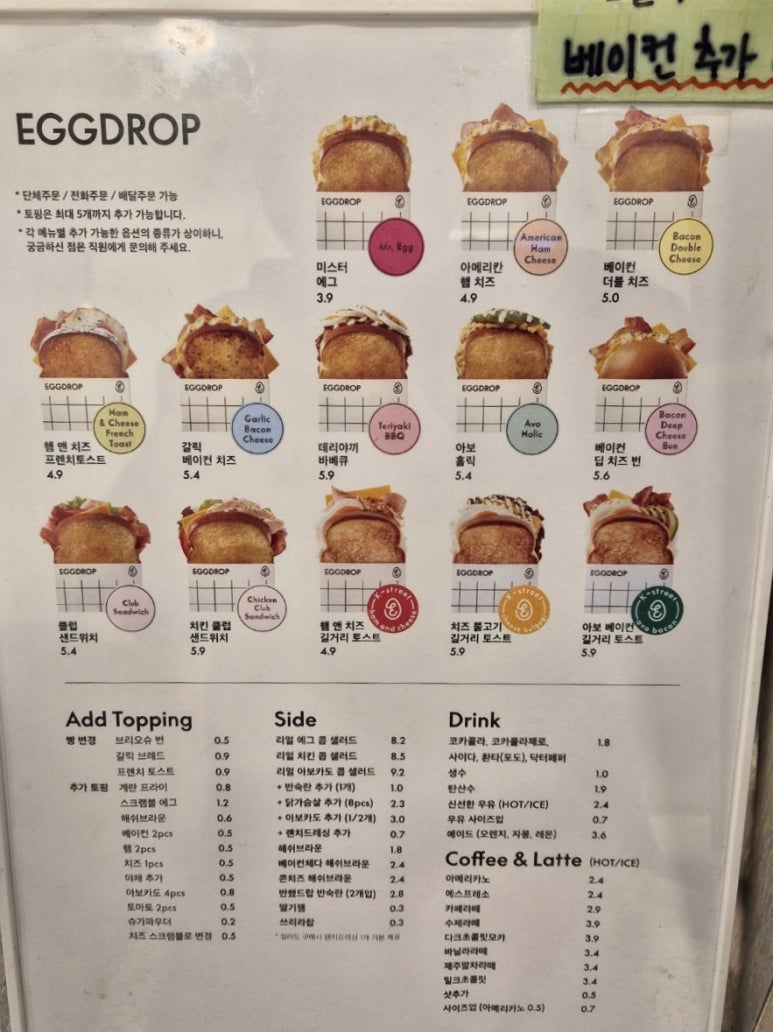 베이컨 추가
EGGDROP
* 단체주문 / 전화주문 / 배달주문 가능
* 토핑은 최대 5개까지 추가 가능합니다.
* 각 메뉴별 추가 가능한 옵션의 종류가 상이하니,
궁금하신 점은 직원에게 문의해 주세요.
EGGDROP
Mr. Egg
미스터
에그
3.9
EGGDROP
American
Ham
Cheese
아메리칸
햄 치즈
4.9
EGGDROP
Bacon
Double
Cheese
베이컨
더블 치즈
5.0
EGGDROP
Ham
& Cheese
French
Toast
햄 앤 치즈
프렌치토스트
4.9
EGGDROP
Garlic
Bacon
Cheese
갈릭
베이컨 치즈
5.4
EGGDROP
Teriyaki
BBQ
데리야끼
바베큐
5.9
EGGDROP
Avo
Holic
아보
홀릭
5.4
EGGDROP
Bacon
Deep
Cheese
Bun
베이컨
딥 치즈 번
5.6
EGGDROP
Club
Sandwich
클럽
샌드위치
5.4
EGGDROP
Chicken
Club
Sandwich
치킨 클럽
샌드위치
5.9
EGGDROP
K-street
ham and cheese
햄 앤 치즈
길거리 토스트
4.9
EGGDROP
K-street
cheese bulgogi
치즈 불고기
길거리 토스트
5.9
EGGDROP
K-street
avo bacon
아보 베이컨
길거리 토스트
5.9
Add Topping
빵 변경 브리오슈 번 0.5
갈릭 브레드 0.9
프렌치 토스트 0.9
추가 토핑 계란 프라이 0.8
스크램블 에그 1.2
해쉬브라운 0.6
베이컨 2pcs 0.5
햄 2pcs 0.5
치즈 1pcs 0.5
야채 추가 0.5
아보카도 4pcs 0.8
토마토 2pcs 0.5
슈가파우더 0.2
치즈 스크램블로 변경 0.5
Side
리얼 에그 콥 샐러드 8.2
리얼 치킨 콥 샐러드 8.5
리얼 아보카도 콥 샐러드 9.2
+ 반숙란 추가 (1개) 1.0
+ 닭가슴살 추가 (8pcs) 2.3
+ 아보카도 추가 (1/2개) 3.0
+ 랜치드레싱 추가 0.7
해쉬브라운 1.8
베이컨체다 해쉬브라운 2.4
콘치즈 해쉬브라운 2.4
반했드랍 반숙란 (2개입) 2.8
딸기잼 0.3
쓰리라찹 0.3
* 샐러드 구매시 랜치드레싱 1개 기본 제공
Drink
코카콜라, 코카콜라제로, 1.8
사이다, 환타(포도), 닥터페퍼
생수 1.0
탄산수 1.9
신선한 우유 (HOT/ICE) 2.4
우유 사이즈업 0.7
에이드 (오렌지, 자몽, 레몬) 3.6
Coffee & Latte (HOT/ICE)
아메리카노 2.4
에스프레소 2.4
카페라떼 2.9
수제라떼 3.9
다크초콜릿모카 3.9
바닐라라떼 3.4
제주말차라떼 3.4
밀크초콜릿 3.4
샷추가 0.5
사이즈업 (아메리카노 0.5) 0.7